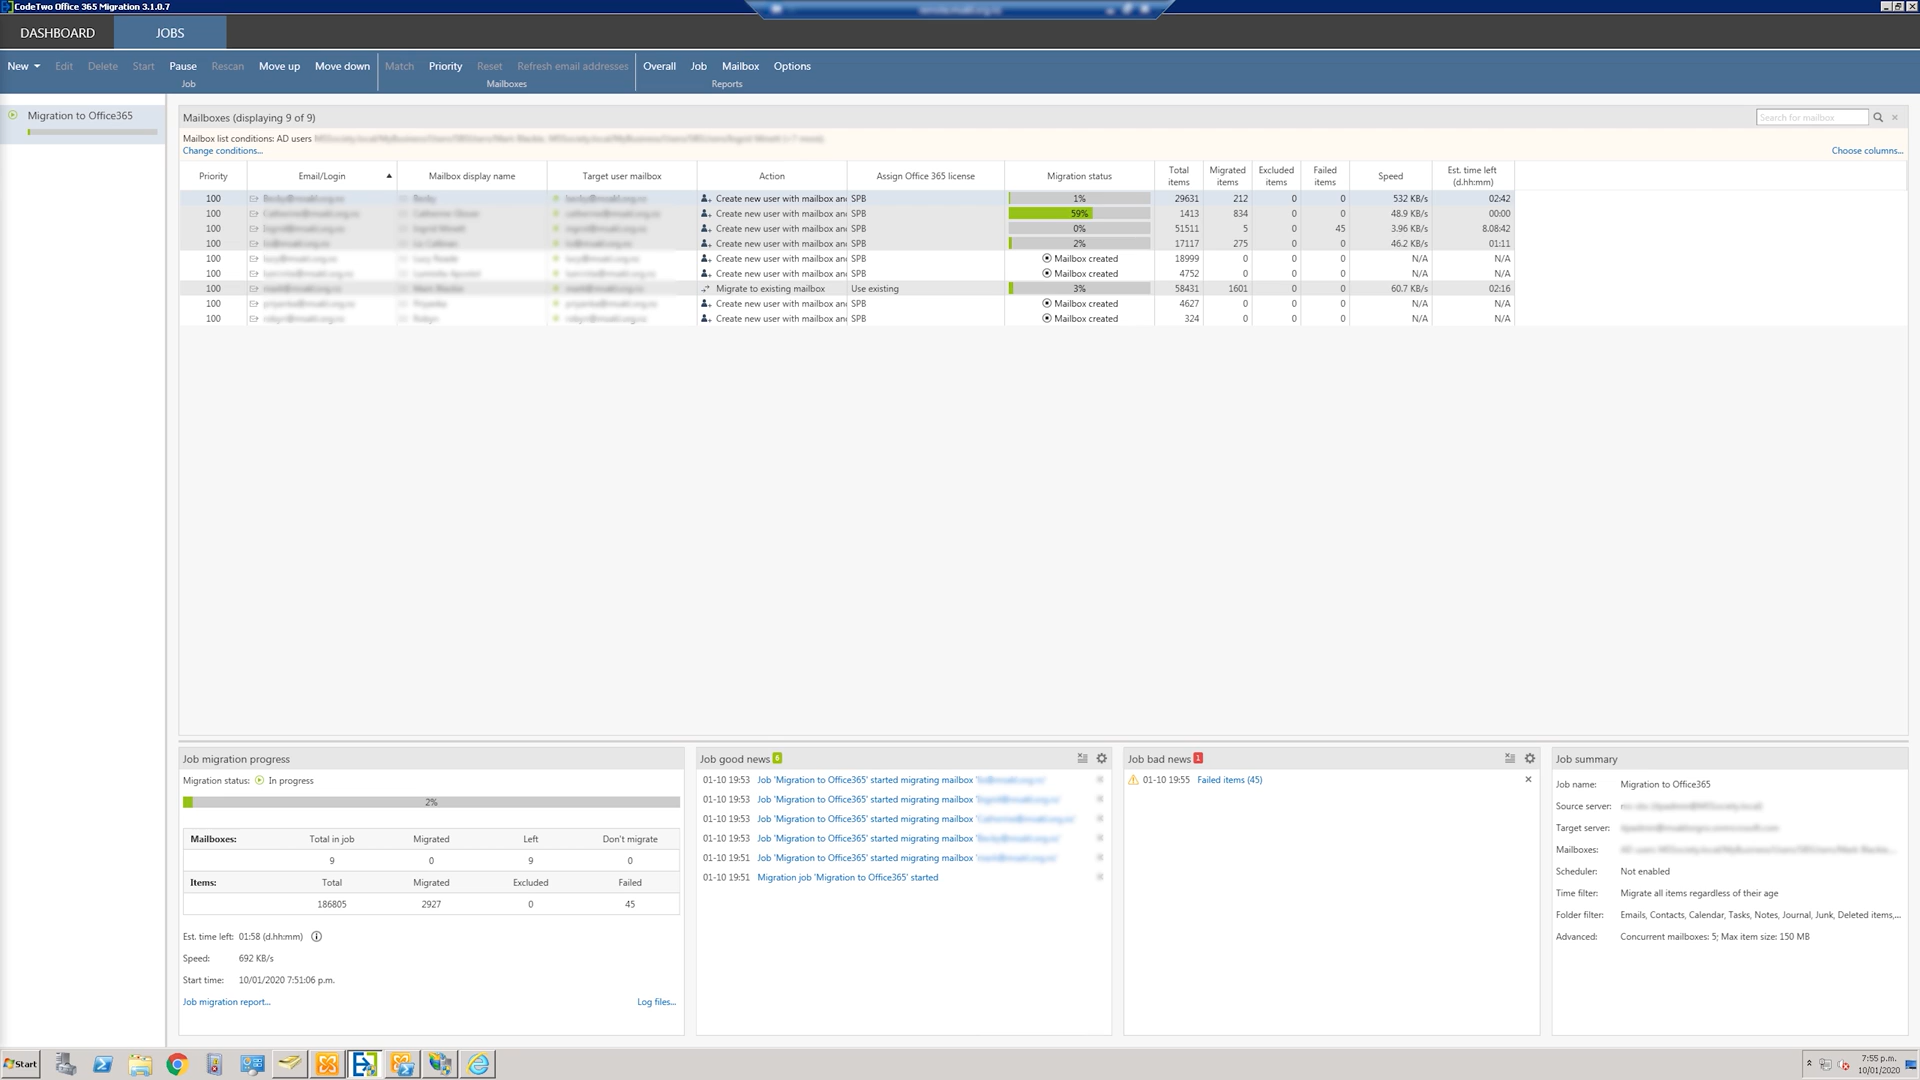 CodeTwo Office 365 Migration 3.1.0.7
DASHBOARD JOBS
New Edit Delete Start Pause Rescan Move up Move down Match Priority Reset Refresh email addresses Overall Job Mailbox Options
Job Mailboxes Reports
Migration to Office365
Mailboxes (displaying 9 of 9) Search for mailbox
Mailbox list conditions: AD users
Change conditions... Choose columns...
Priority Email/Login Mailbox display name Target user mailbox Action Assign Office 365 license Migration status Total items Migrated items Excluded items Failed items Speed Est. time left (d.hh:mm)
100 Create new user with mailbox an SPB 1% 29631 212 0 0 532 KB/s 02:42
100 Create new user with mailbox an SPB 59% 1413 834 0 0 48.9 KB/s 00:00
100 Create new user with mailbox an SPB 0% 51511 5 0 45 3.96 KB/s 8.08:42
100 Create new user with mailbox an SPB 2% 17117 275 0 0 46.2 KB/s 01:11
100 Create new user with mailbox an SPB Mailbox created 18999 0 0 0 N/A N/A
100 Create new user with mailbox an SPB Mailbox created 4752 0 0 0 N/A N/A
100 Migrate to existing mailbox Use existing 3% 58431 1601 0 0 60.7 KB/s 02:16
100 Create new user with mailbox an SPB Mailbox created 4627 0 0 0 N/A N/A
100 Create new user with mailbox an SPB Mailbox created 324 0 0 0 N/A N/A
Job migration progress
Migration status: In progress
2%
Mailboxes: Total in job Migrated Left Don't migrate
9 0 9 0
Items: Total Migrated Excluded Failed
186805 2927 0 45
Est. time left: 01:58 (d.hh:mm)
Speed: 692 KB/s
Start time: 10/01/2020 7:51:06 p.m.
Job migration report... Log files...
Job good news 6
01-10 19:53 Job 'Migration to Office365' started migrating mailbox '
01-10 19:53 Job 'Migration to Office365' started migrating mailbox '
01-10 19:53 Job 'Migration to Office365' started migrating mailbox '
01-10 19:53 Job 'Migration to Office365' started migrating mailbox '
01-10 19:51 Job 'Migration to Office365' started migrating mailbox '
01-10 19:51 Migration job 'Migration to Office365' started
Job bad news 1
01-10 19:55 Failed items (45)
Job summary
Job name: Migration to Office365
Source server:
Target server:
Mailboxes:
Scheduler: Not enabled
Time filter: Migrate all items regardless of their age
Folder filter: Emails, Contacts, Calendar, Tasks, Notes, Journal, Junk, Deleted items,...
Advanced: Concurrent mailboxes: 5; Max item size: 150 MB
Start
7:55 p.m.
10/01/2020